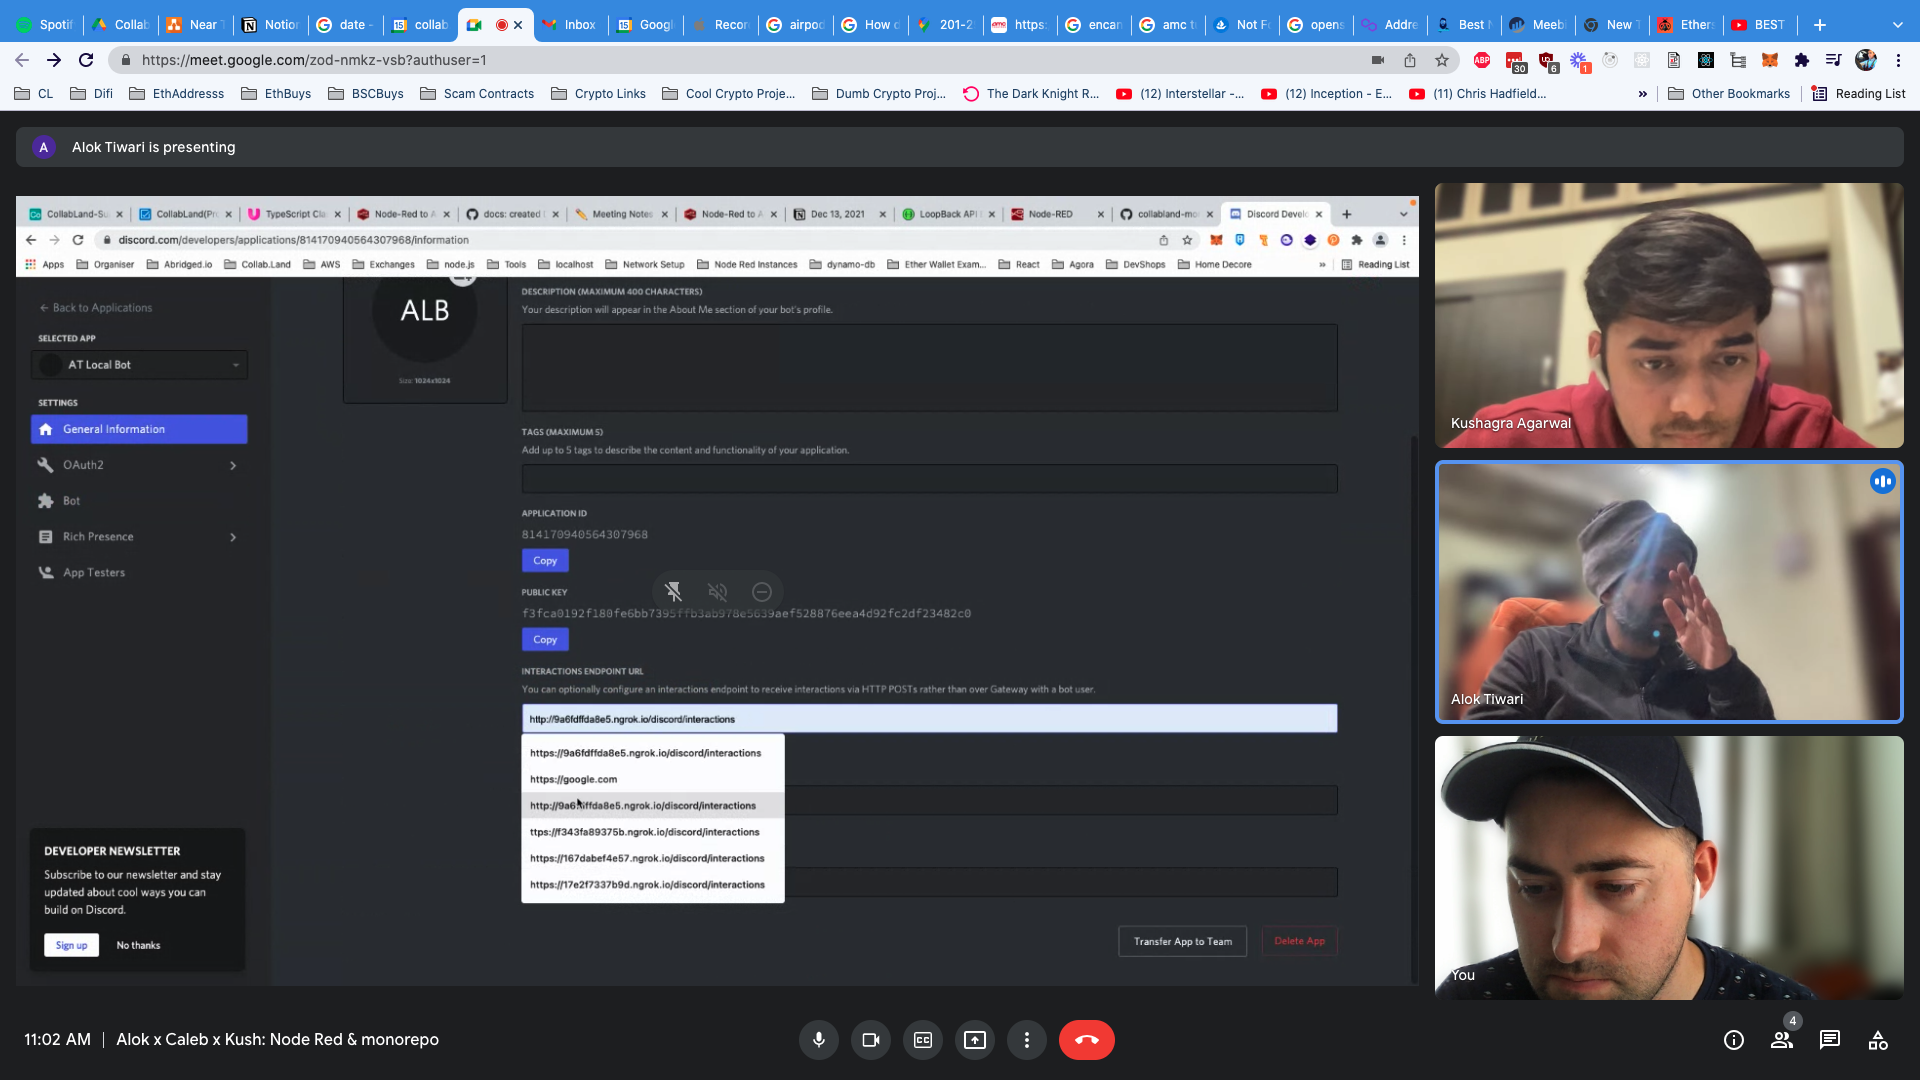 Spotif
Collab
Near T
Notion
date -
collab
Inbox
Googl
Recor
airpod
How d
201-2
https:
encan
amc t
Not Fo
opens
Addre
Best N
Meebi
New T
Ethers
BEST
https://meet.google.com/zod-nmkz-vsb?authuser=1
ABP
30
6
1
CL
Difi
EthAddresss
EthBuys
BSCBuys
Scam Contracts
Crypto Links
Cool Crypto Proje...
Dumb Crypto Proj...
The Dark Knight R...
(12) Interstellar -...
(12) Inception - E...
(11) Chris Hadfield...
»
Other Bookmarks
Reading List
A
Alok Tiwari is presenting
CollabLand-Su
CollabLand(Pr
TypeScript Cla
Node-Red to A
docs: created
Meeting Notes
Node-Red to A
Dec 13, 2021
LoopBack API
Node-RED
collabland-mo
Discord Develo
discord.com/developers/applications/814170940564307968/information
Apps
Organiser
Abridged.io
Collab.Land
AWS
Exchanges
node.js
Tools
localhost
Network Setup
Node Red Instances
dynamo-db
Ether Wallet Exam...
React
Agora
DevShops
Home Decore
»
Reading List
← Back to Applications
SELECTED APP
AT Local Bot
SETTINGS
General Information
OAuth2
Bot
Rich Presence
App Testers
DEVELOPER NEWSLETTER
Subscribe to our newsletter and stay
updated about cool ways you can
build on Discord.
Sign up
No thanks
ALB
Size: 1024x1024
DESCRIPTION (MAXIMUM 400 CHARACTERS)
Your description will appear in the About Me section of your bot's profile.
TAGS (MAXIMUM 5)
Add up to 5 tags to describe the content and functionality of your application.
APPLICATION ID
814170940564307968
Copy
PUBLIC KEY
f3fca0192f180fe6bb7395ffb3ab978e5639aef528876eea4d92fc2df23482c0
Copy
INTERACTIONS ENDPOINT URL
You can optionally configure an interactions endpoint to receive interactions via HTTP POSTs rather than over Gateway with a bot user.
http://9a6fdffda8e5.ngrok.io/discord/interactions
https://9a6fdffda8e5.ngrok.io/discord/interactions
https://google.com
http://9a6fdffda8e5.ngrok.io/discord/interactions
ttps://f343fa89375b.ngrok.io/discord/interactions
https://167dabef4e57.ngrok.io/discord/interactions
https://17e2f7337b9d.ngrok.io/discord/interactions
Transfer App to Team
Delete App
Kushagra Agarwal
Alok Tiwari
You
11:02 AM
Alok x Caleb x Kush: Node Red & monorepo
CC
4